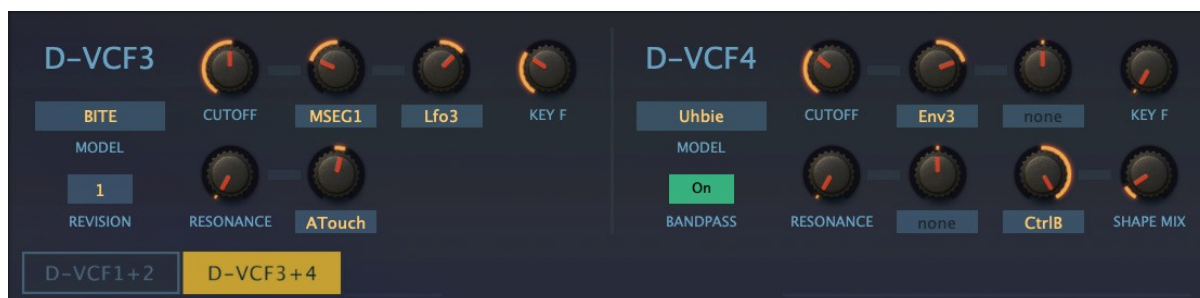 D-VCF3
BITE
MODEL
1
REVISION
CUTOFF
MSEG1
Lfo3
KEY F
RESONANCE
ATouch
D-VCF4
Uhbie
MODEL
On
BANDPASS
CUTOFF
Env3
none
KEY F
RESONANCE
none
CtrlB
SHAPE MIX
D-VCF1+2
D-VCF3+4